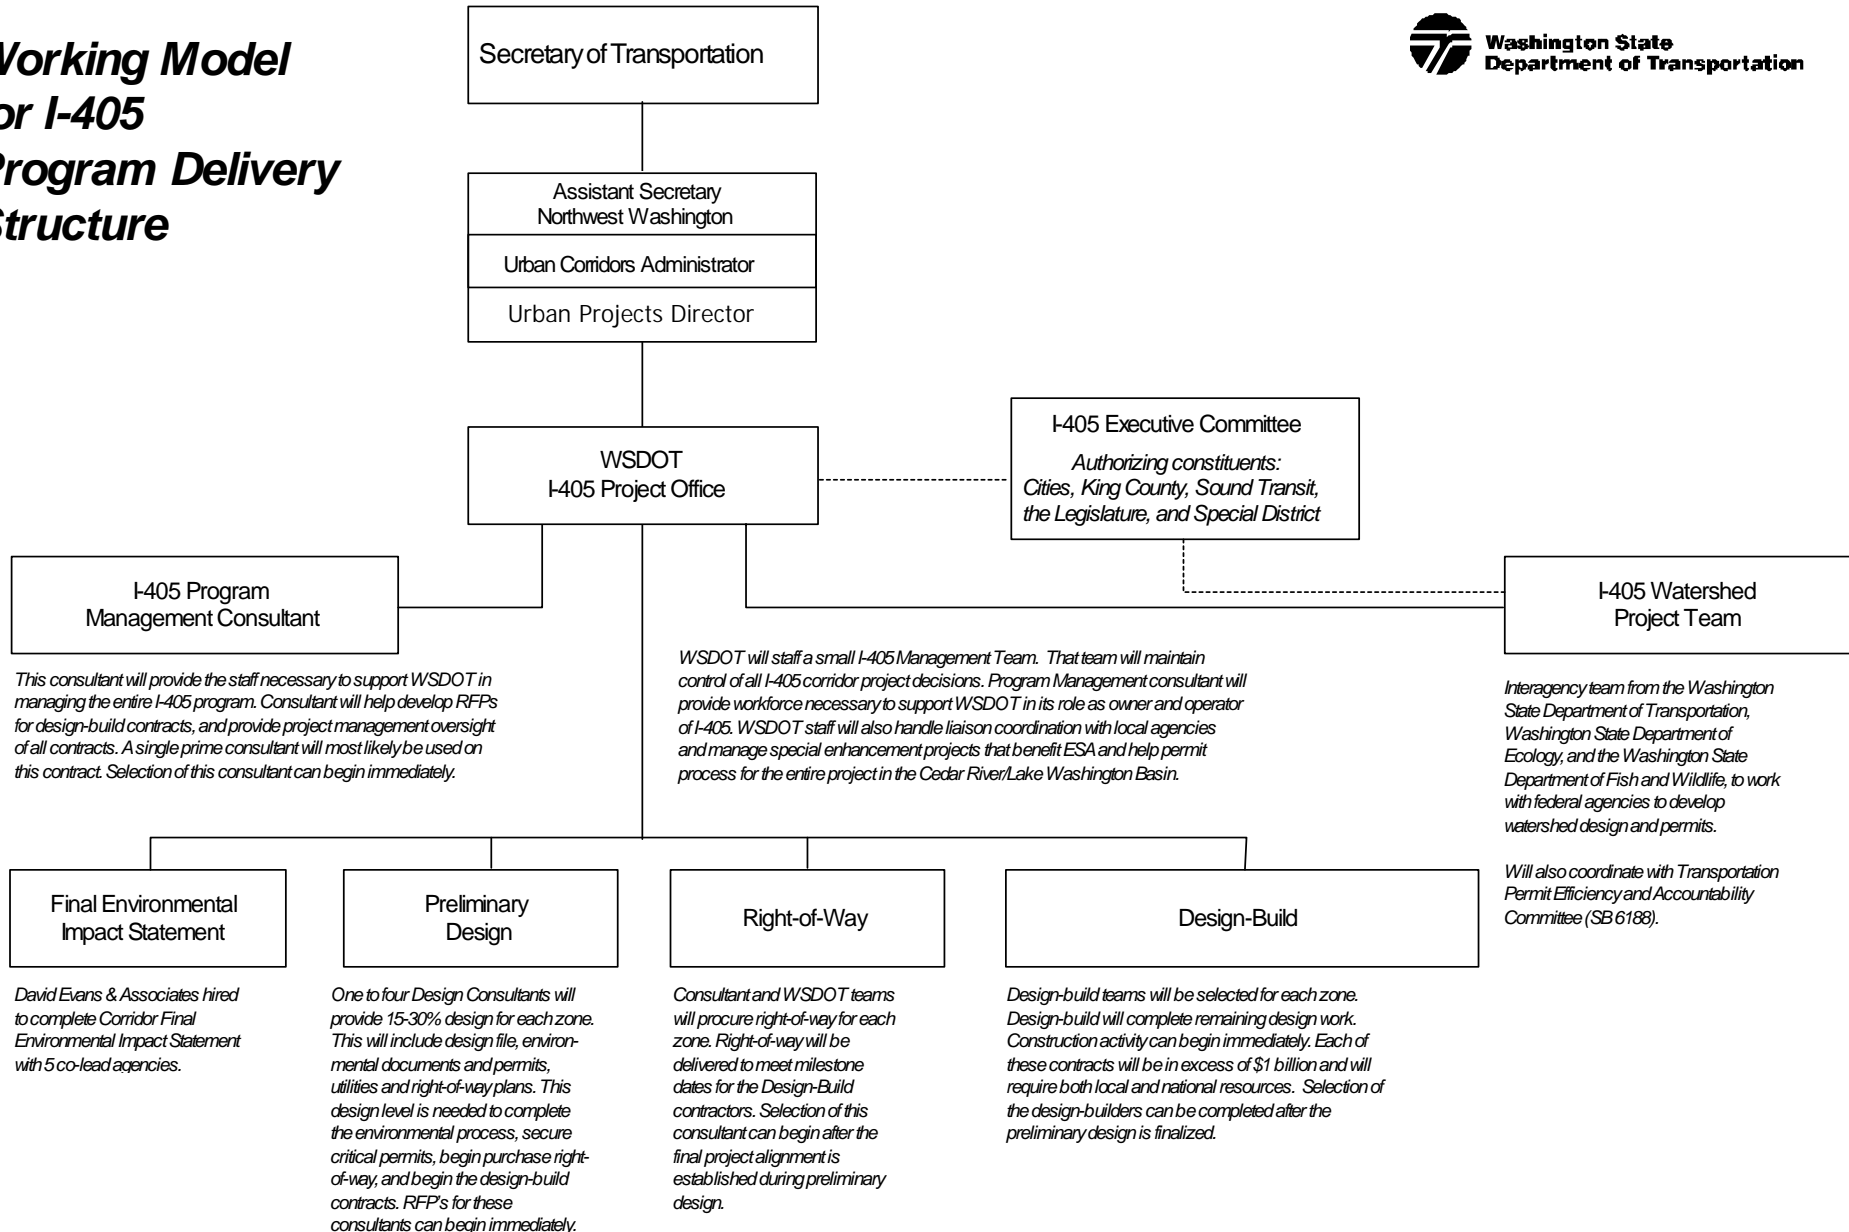 Working Model
for I-405
Program Delivery
Structure
Secretary of Transportation
Washington State
Department of Transportation
Assistant Secretary
Northwest Washington
Urban Corridors Administrator
Urban Projects Director
WSDOT
I-405 Project Office
I-405 Executive Committee
Authorizing constituents:
Cities, King County, Sound Transit,
the Legislature, and Special District
I-405 Program
Management Consultant
I-405 Watershed
Project Team
This consultant will provide the staff necessary to support WSDOT in
managing the entire I-405 program. Consultant will help develop RFPs
for design-build contracts, and provide project management oversight
of all contracts. A single prime consultant will most likely be used on
this contract. Selection of this consultant can begin immediately.
WSDOT will staff a small I-405 Management Team.  That team will maintain
control of all I-405 corridor project decisions. Program Management consultant will
provide workforce necessary to support WSDOT in its role as owner and operator
of I-405. WSDOT staff will also handle liaison coordination with local agencies
and manage special enhancement projects that benefit ESA and help permit
process for the entire project in the Cedar River/Lake Washington Basin.
Interagency team from the Washington
State Department of Transportation,
Washington State Department of
Ecology, and the Washington State
Department of Fish and Wildlife, to work
with federal agencies to develop
watershed design and permits.
Will also coordinate with Transportation
Permit Efficiency and Accountability
Committee (SB 6188).
Final Environmental
Impact Statement
Preliminary
Design
Right-of-Way
Design-Build
David Evans & Associates hired
to complete Corridor Final
Environmental Impact Statement
with 5 co-lead agencies.
One to four Design Consultants will
provide 15-30% design for each zone.
This will include design file, environ-
mental documents and permits,
utilities and right-of-way plans. This
design level is needed to complete
the environmental process, secure
critical permits, begin purchase right-
of-way, and begin the design-build
contracts. RFP's for these
consultants can begin immediately.
Consultant and WSDOT teams
will procure right-of-way for each
zone. Right-of-way will be
delivered to meet milestone
dates for the Design-Build
contractors. Selection of this
consultant can begin after the
final project alignment is
established during preliminary
design.
Design-build teams will be selected for each zone.
Design-build will complete remaining design work.
Construction activity can begin immediately. Each of
these contracts will be in excess of $1 billion and will
require both local and national resources.  Selection of
the design-builders can be completed after the
preliminary design is finalized.